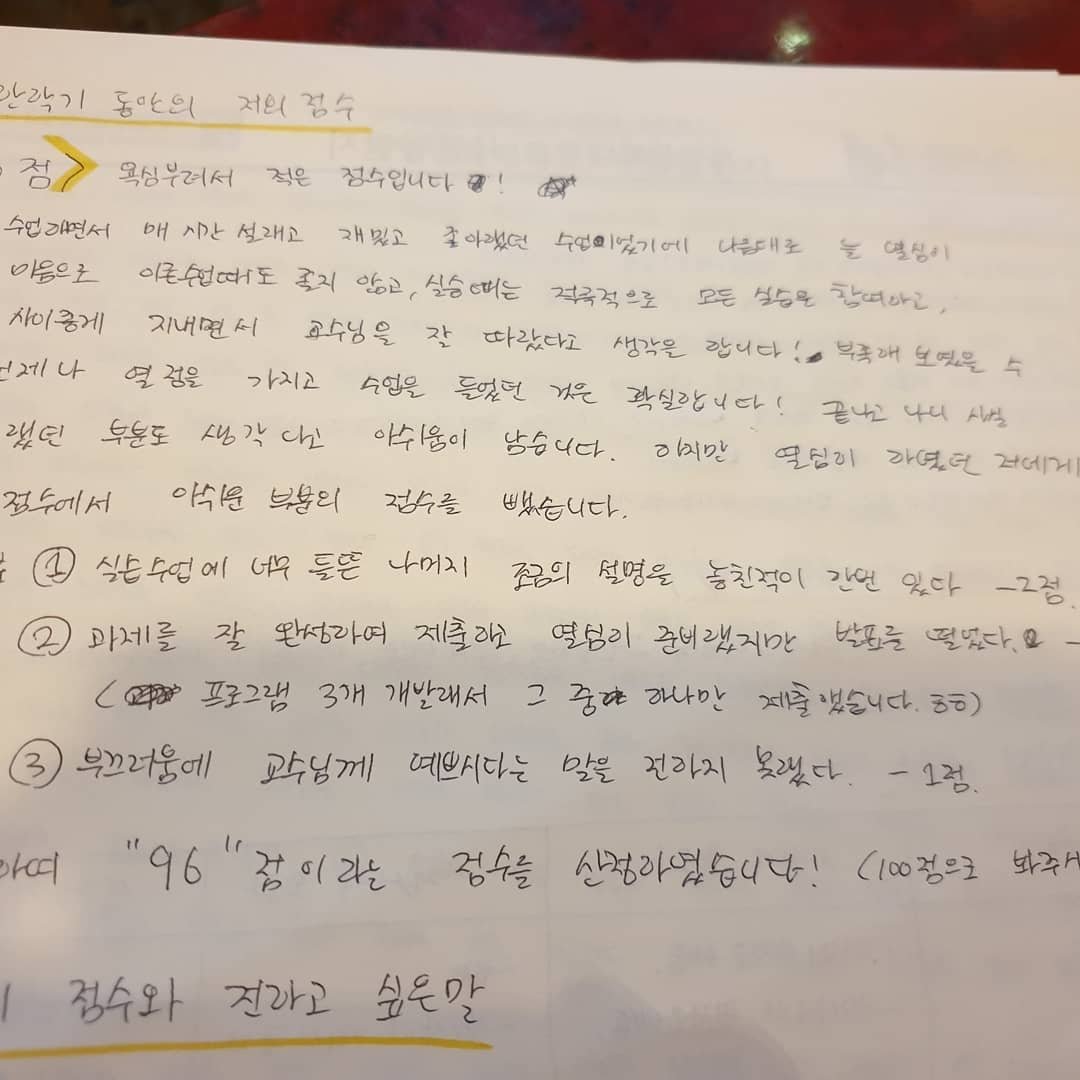 한학기 동안의 저의 점수
점> 욕심부려서 적은 점수입니다!
수업하면서 매 시간 설레고 재밌고 좋아했던 수업이었기에 나름대로 늘 열심히
마음으로 이론수업때도 졸지 않고, 실습때는 적극적으로 모든 실습은 참여하고,
사이좋게 지내면서 교수님을 잘 따랐다고 생각을 합니다! 부족해 보였을 수
언제나 열정을 가지고 수업을 들었던 것은 확실합니다! 끝나고 나니 사실
했던 부분도 생각 아쉬움이 남습니다. 하지만 열심히 하였던 저에게
점수에서 아쉬운 부분의 점수를 뺐습니다.
① 실습수업에 너무 들뜬 나머지 조금의 설명을 놓친적이 간번 있다 -2점.
② 과제를 잘 완성하여 제출하고 열심히 준비했지만 발표를 떨었다. -
( 프로그램 3개 개발해서 그 중 하나만 제출했습니다. ㅎㅎ)
③ 부끄러움에 교수님께 예쁘시다는 말을 전하지 못했다. -1점.
"96"점이라는 점수를 산정하였습니다! (100점으로 봐주세
점수와 전하고 싶은말